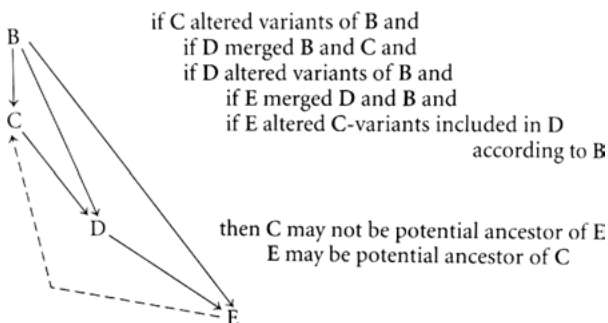 if C altered variants of B and
if D merged B and C and
if D altered variants of B and
if E merged D and B and
if E altered C-variants included in D
according to B
B
C
D
E
then C may not be potential ancestor of E
E may be potential ancestor of C